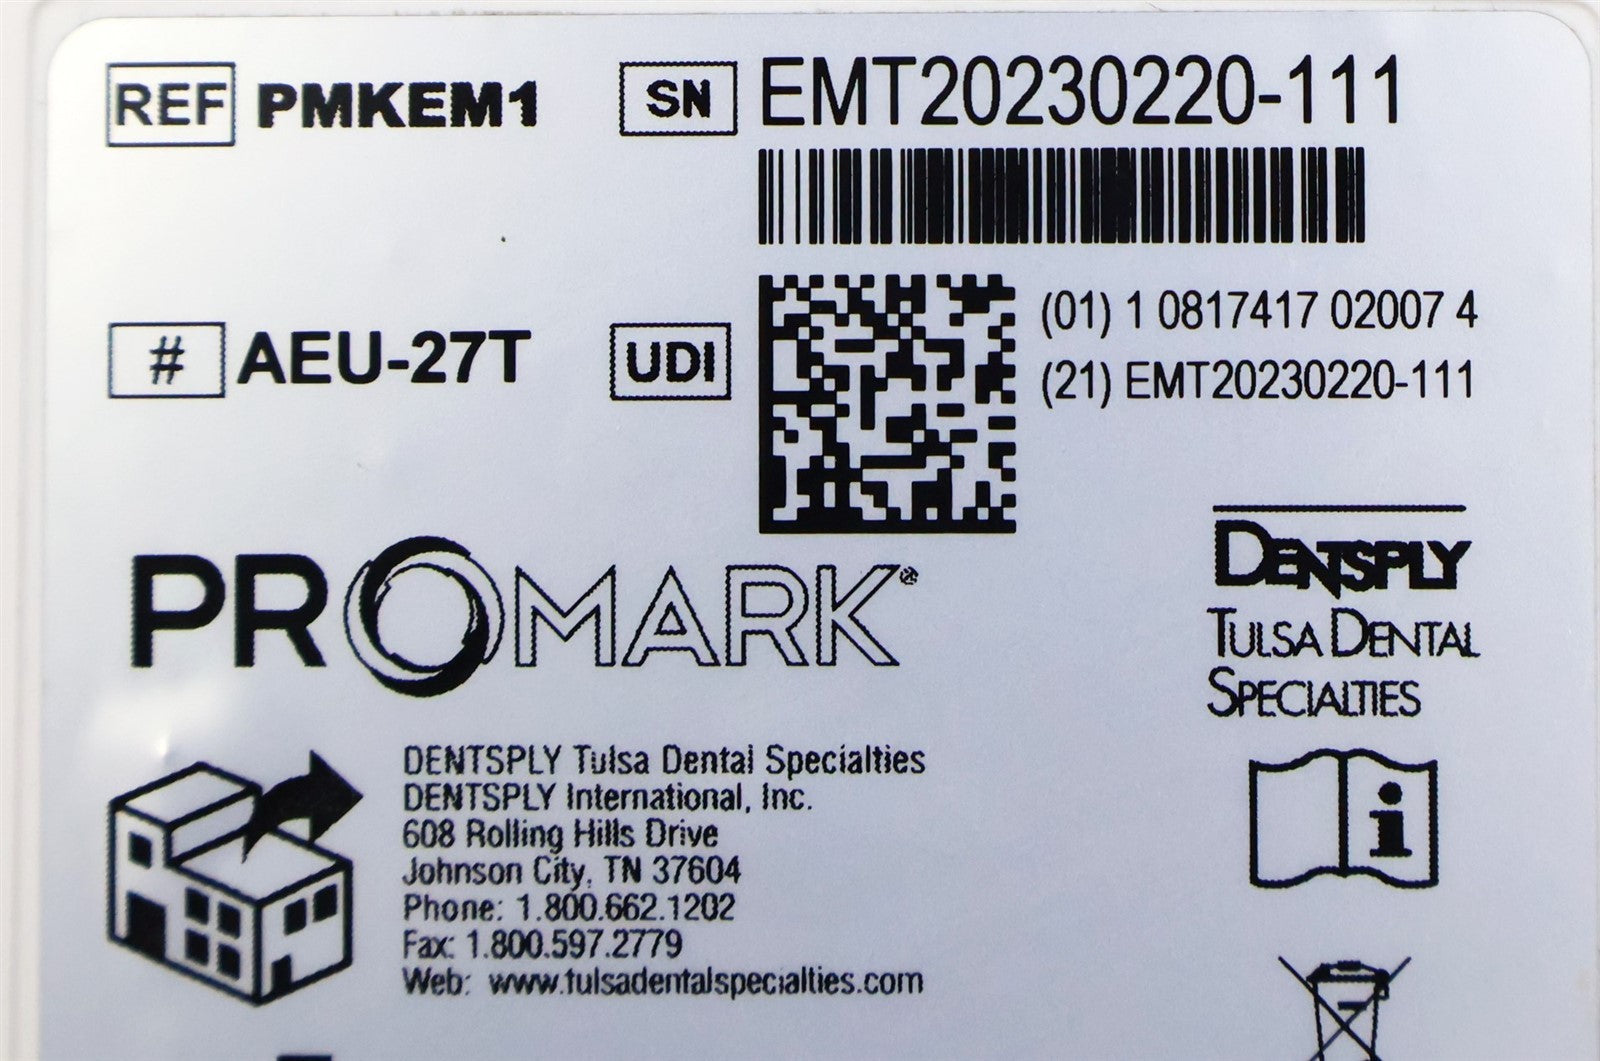 REF PMKEM1
SN EMT20230220-111
# AEU-27T
UDI (01) 1 0817417 02007 4
(21) EMT20230220-111
PROMARK®
DENTSPLY
TULSA DENTAL
SPECIALTIES
DENTSPLY Tulsa Dental Specialties
DENTSPLY International, Inc.
608 Rolling Hills Drive
Johnson City, TN 37604
Phone: 1.800.662.1202
Fax: 1.800.597.2779
Web: www.tulsadentalspecialties.com
i